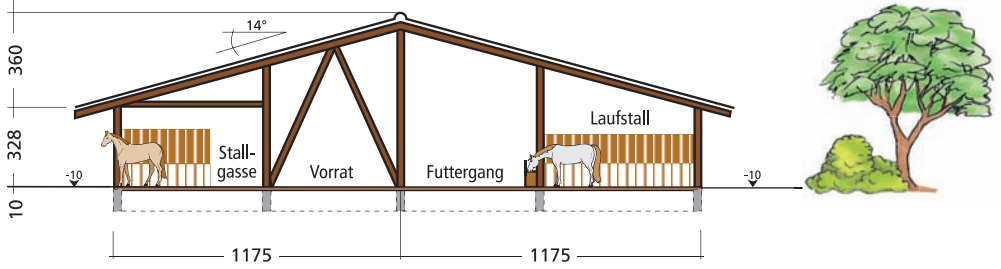 14°
360
328
10
Laufstall
Stall-
gasse
Vorrat
Futtergang
-10
-10
1175
1175